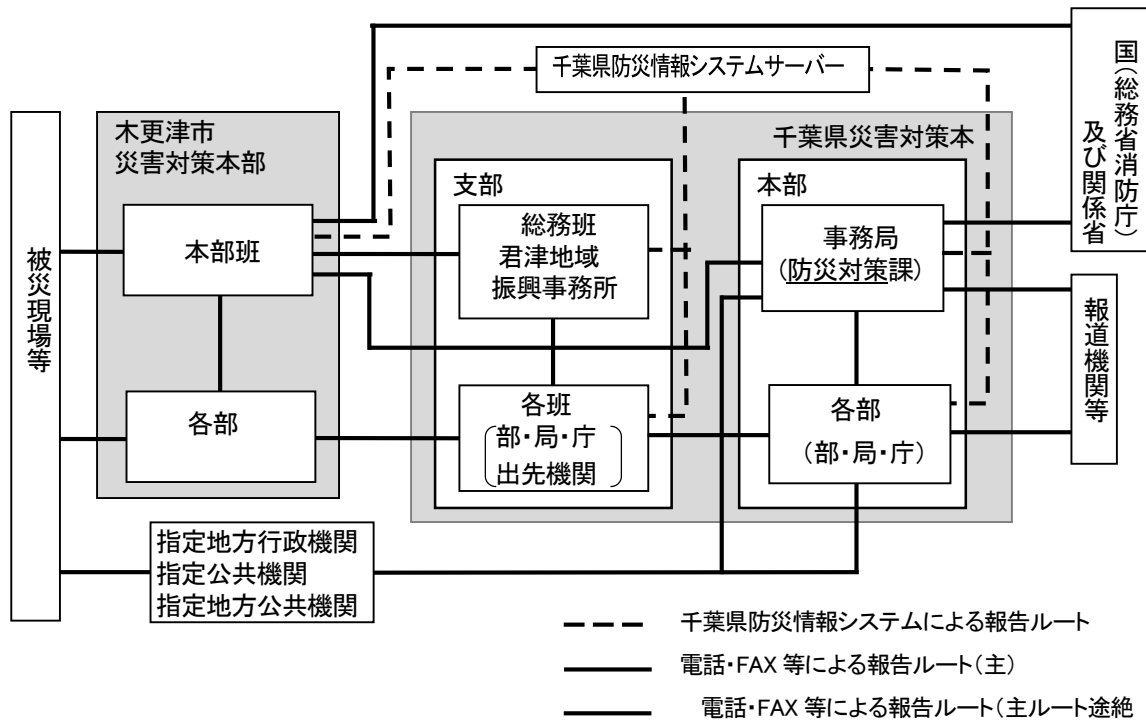 千葉県防災情報システムサーバー
国（総務省消防庁）
及び関係省
木更津市
災害対策本部
千葉県災害対策本
支部
本部
本部班
総務班
君津地域
振興事務所
事務局
（防災対策課）
被災現場等
報道機関等
各部
各班
部・局・庁
出先機関
各部
（部・局・庁）
指定地方行政機関
指定公共機関
指定地方公共機関
千葉県防災情報システムによる報告ルート
電話・FAX 等による報告ルート（主）
電話・FAX 等による報告ルート（主ルート途絶